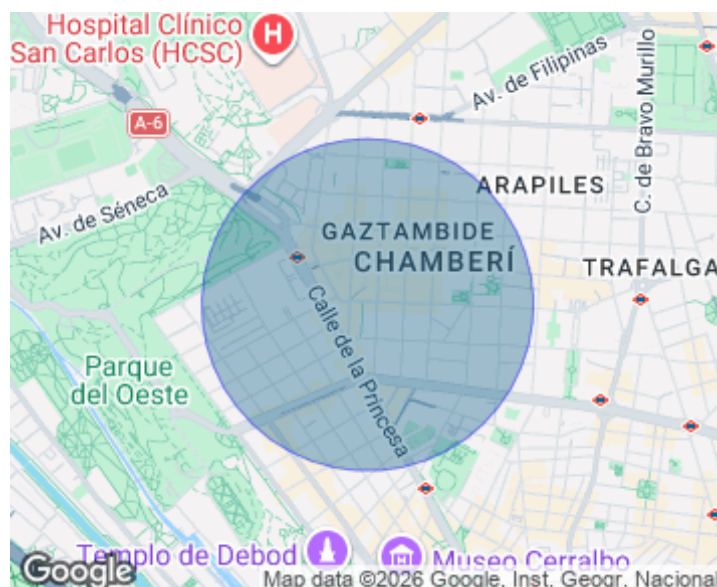 Hospital Clínico
San Carlos (HCSC)
H
Av. de Filipinas
C. de Bravo Murillo
A-6
ARAPILES
Av. de Séneca
GAZTAMBIDE
CHAMBERÍ
TRAFALGA
Calle de la Princesa
Parque
del Oeste
Templo de Debod
Museo Cerralbo
Google
Map data ©2026 Google, Inst. Geogr. Nacional